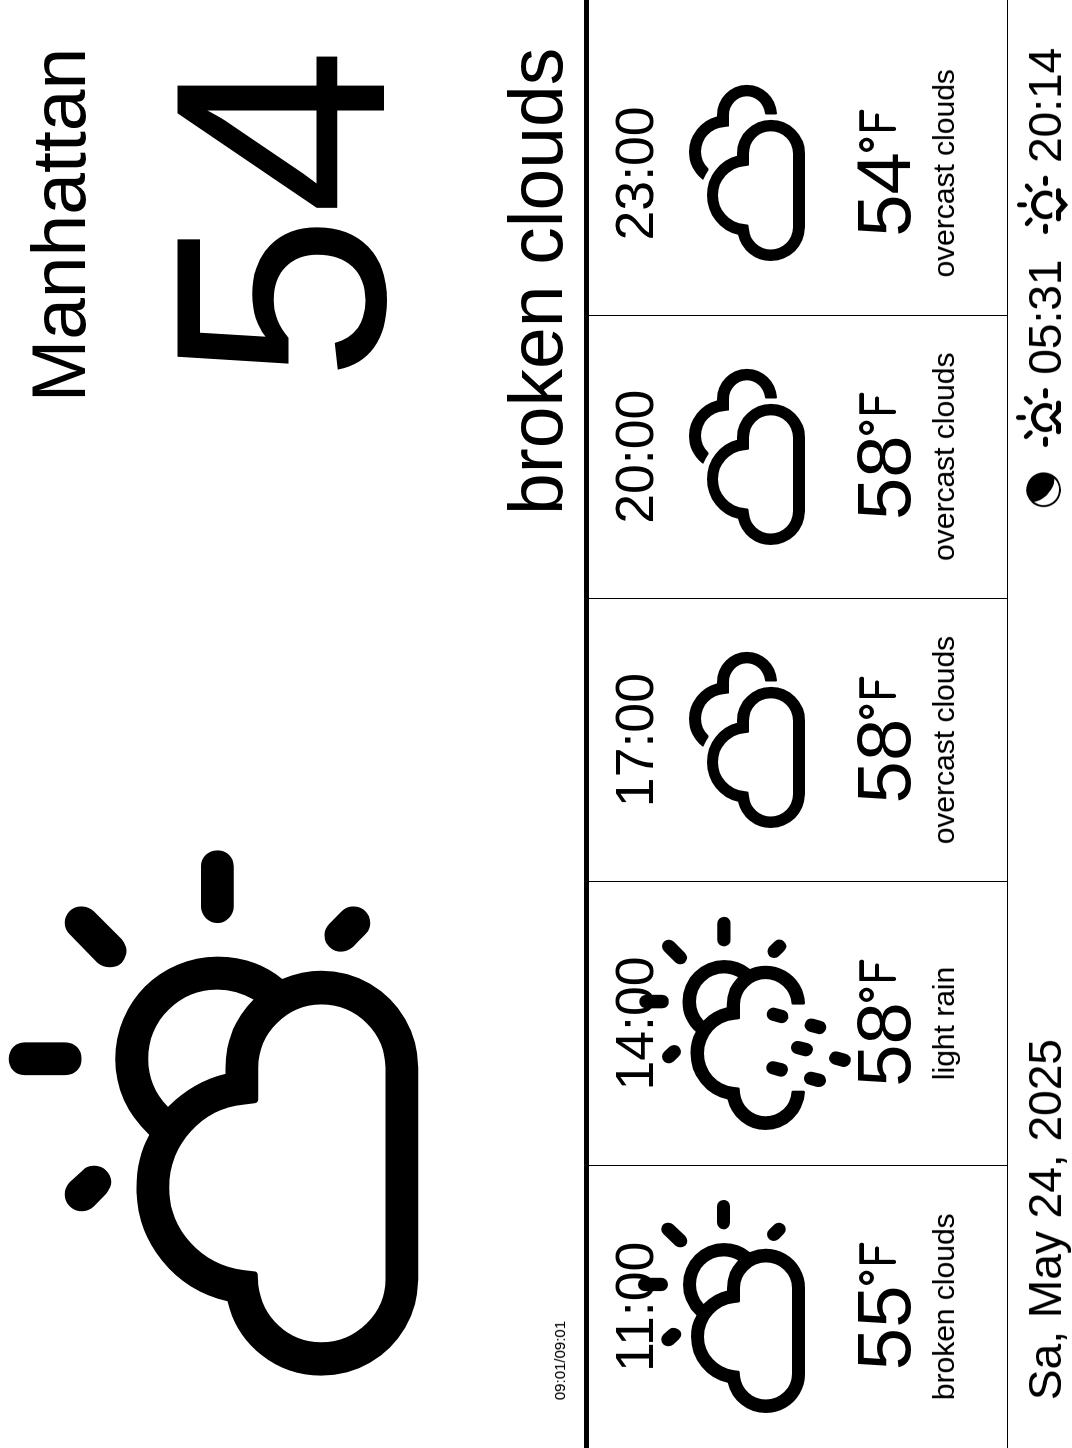 Manhattan
54
broken clouds
09:01/09:01
11:00 14:00 17:00 20:00 23:00
55°F 58°F 58°F 58°F 54°F
broken clouds light rain overcast clouds overcast clouds overcast clouds
Sa, May 24, 2025 05:31 20:14